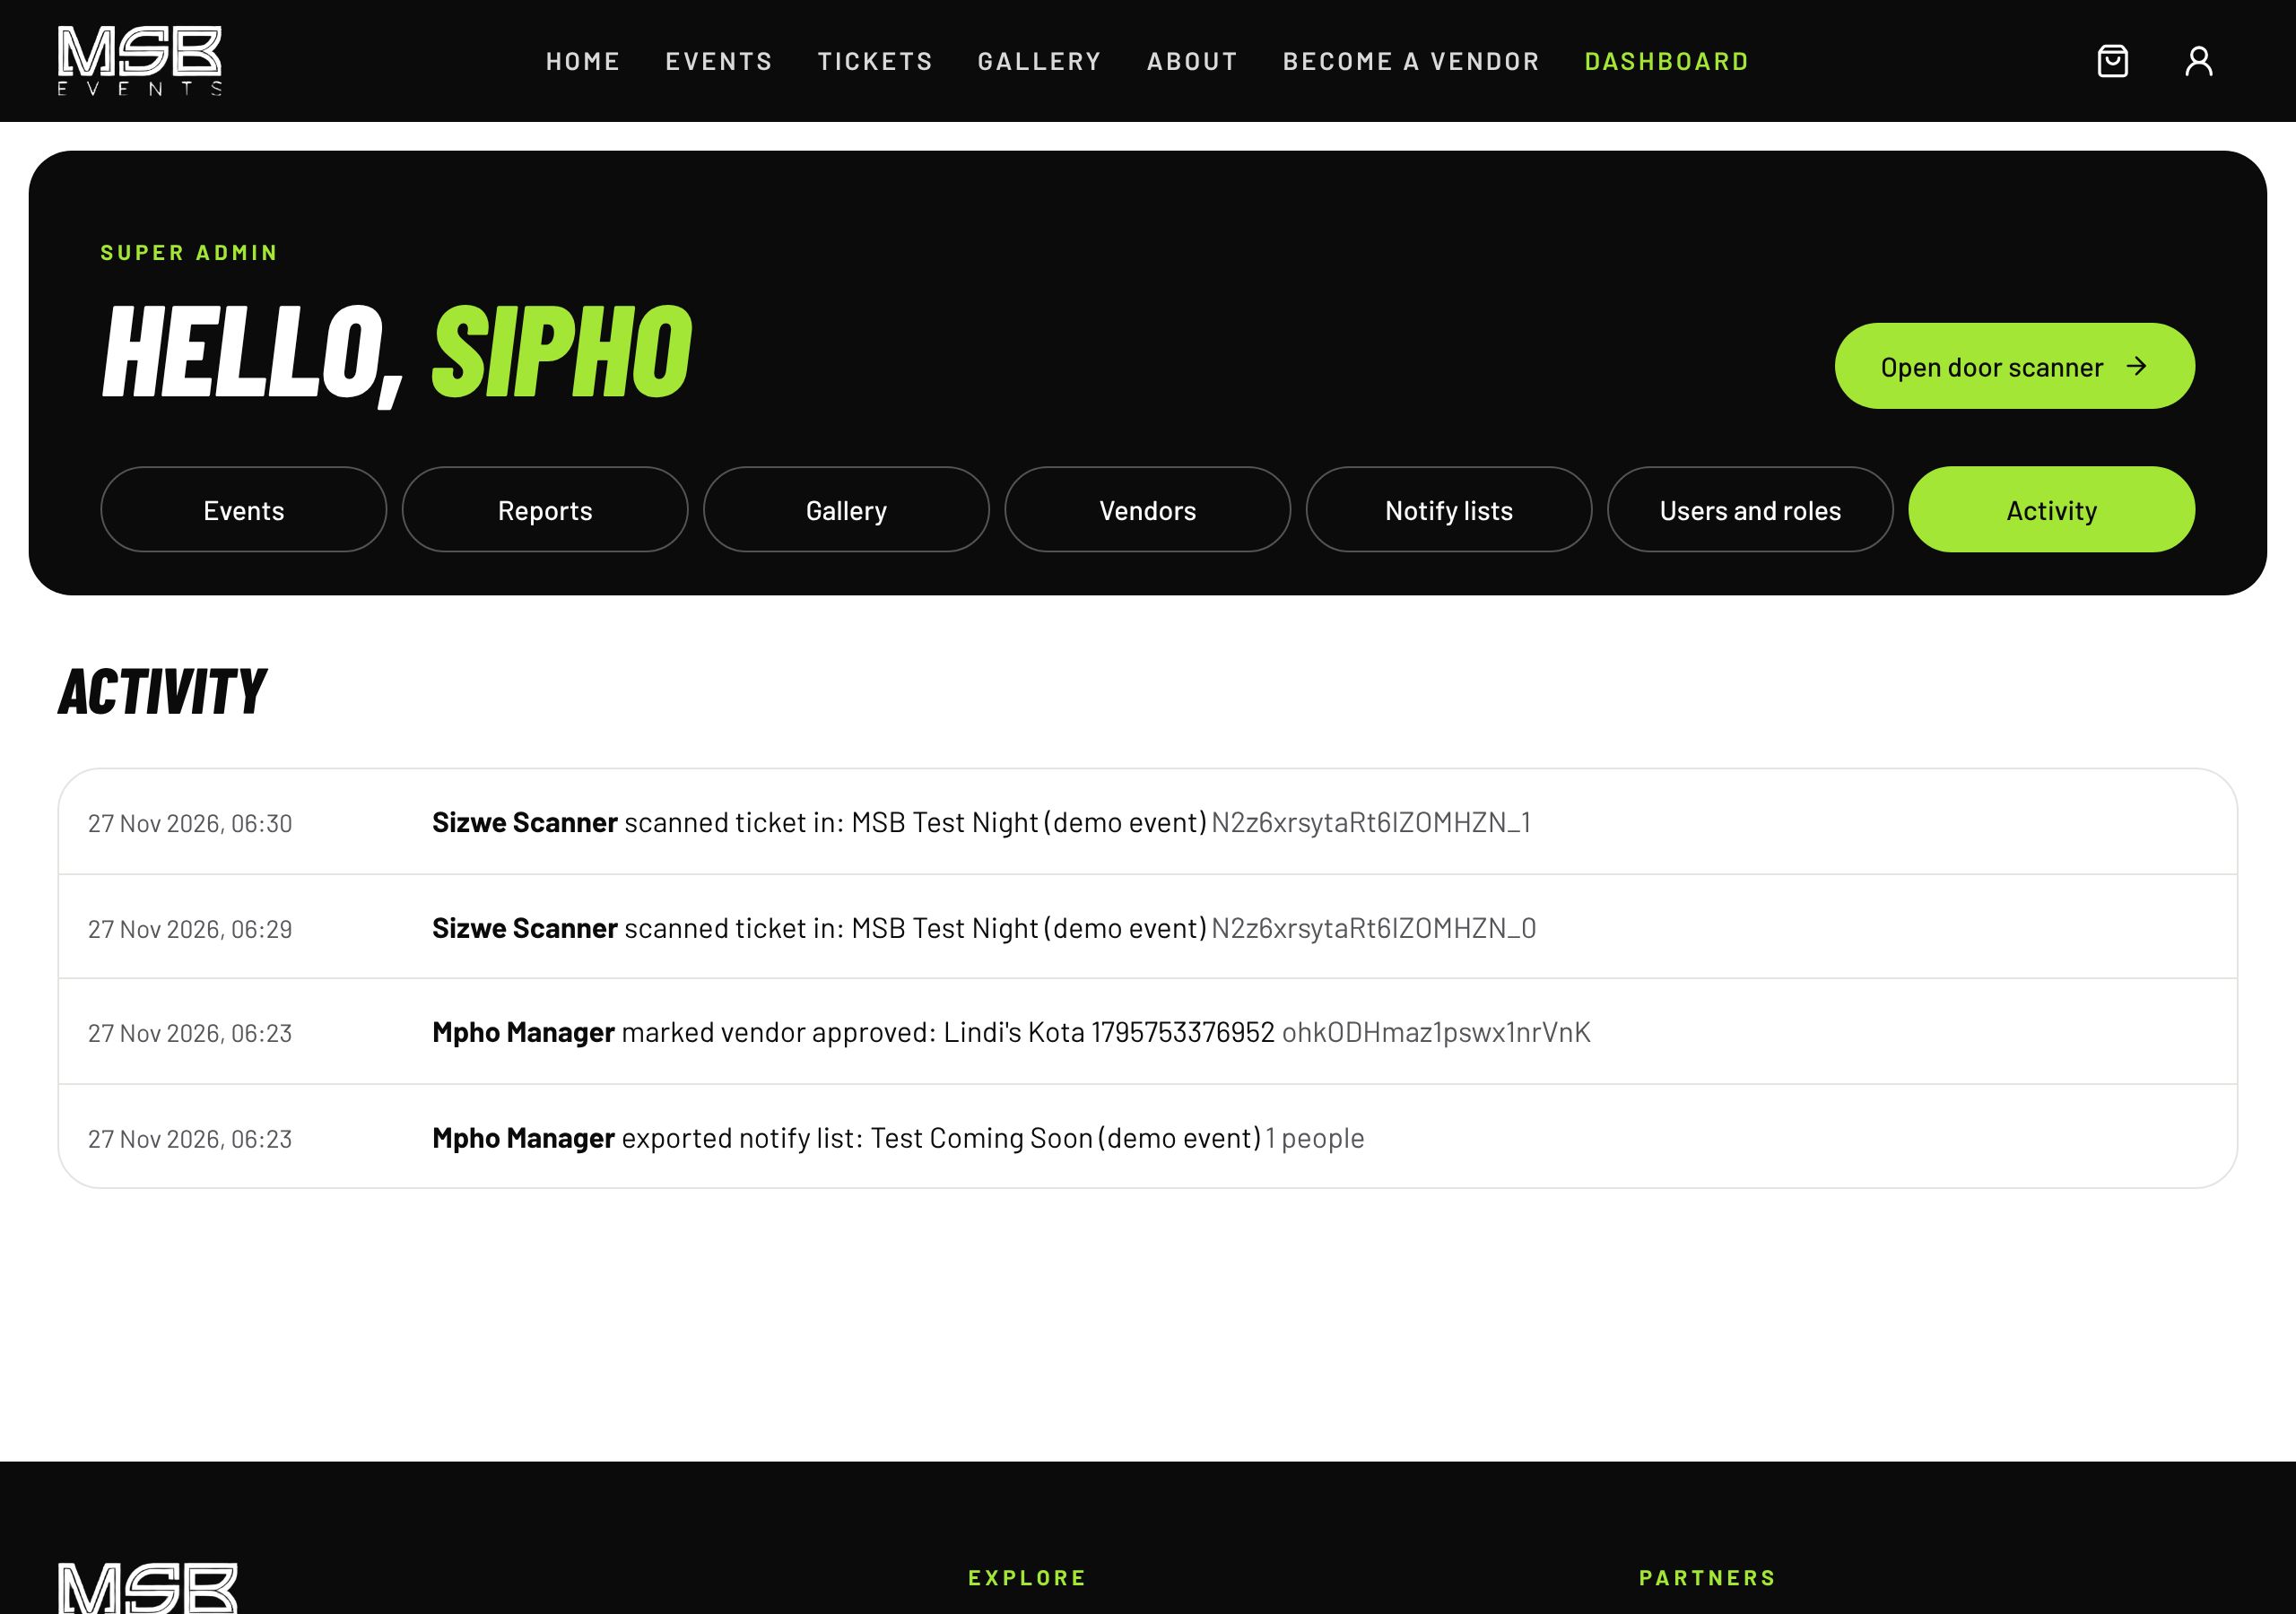 MSB
EVENTS
HOME EVENTS TICKETS GALLERY ABOUT BECOME A VENDOR DASHBOARD
SUPER ADMIN
HELLO, SIPHO
Open door scanner →
Events Reports Gallery Vendors Notify lists Users and roles Activity
ACTIVITY
27 Nov 2026, 06:30 Sizwe Scanner scanned ticket in: MSB Test Night (demo event) N2z6xrsytaRt6IZOMHZN_1
27 Nov 2026, 06:29 Sizwe Scanner scanned ticket in: MSB Test Night (demo event) N2z6xrsytaRt6IZOMHZN_0
27 Nov 2026, 06:23 Mpho Manager marked vendor approved: Lindi's Kota 1795753376952 ohkODHmaz1pswx1nrVnK
27 Nov 2026, 06:23 Mpho Manager exported notify list: Test Coming Soon (demo event) 1 people
MSB
EXPLORE PARTNERS